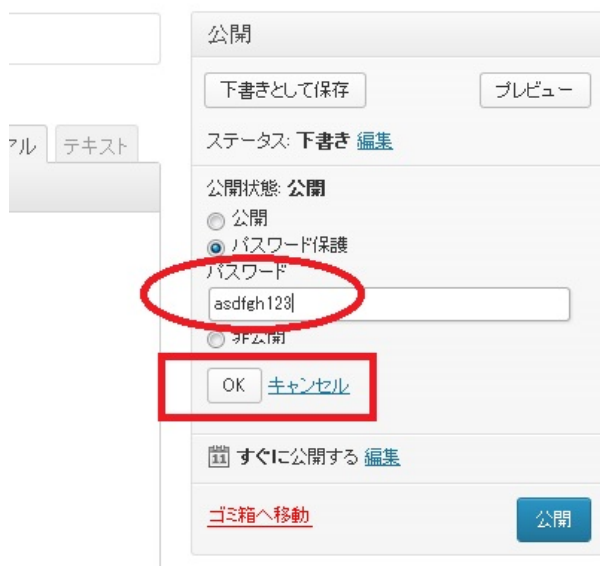 公開
下書きとして保存 プレビュー
ステータス: 下書き 編集
アル テキスト
公開状態: 公開
公開
パスワード保護
パスワード
asdfgh123
非公開
OK キャンセル
11 すぐに公開する 編集
ゴミ箱へ移動 公開